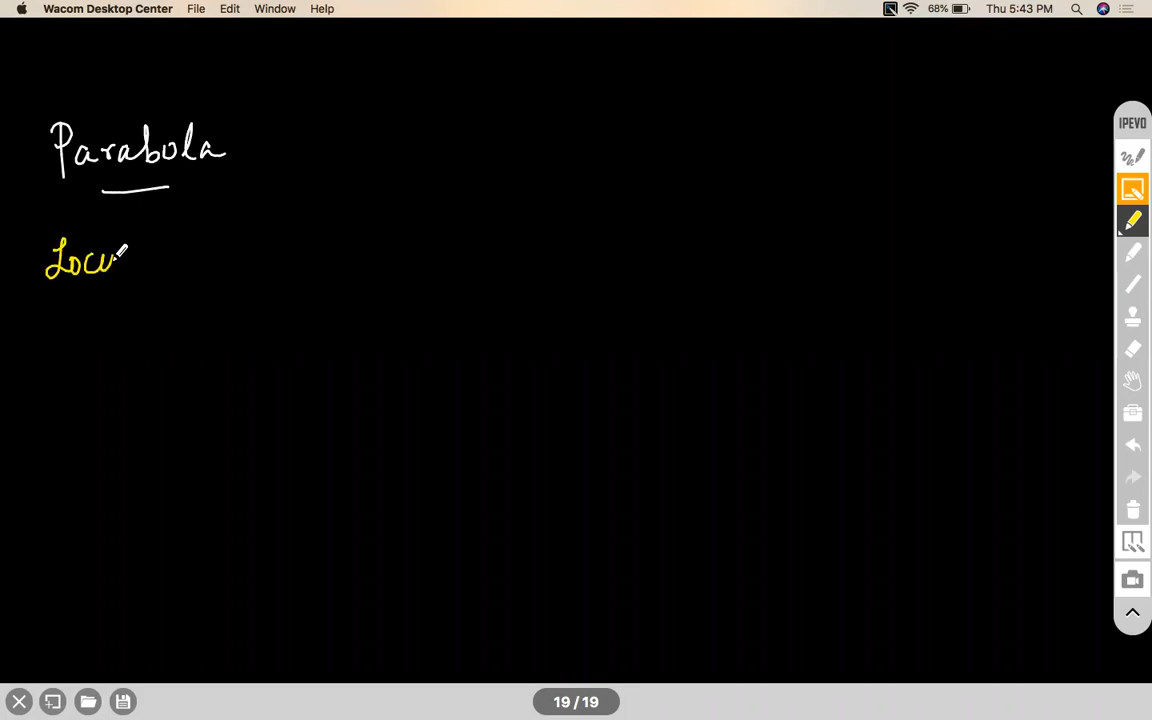 Wacom Desktop Center File Edit Window Help 68% Thu 5:43 PM
IPEVO
Parabola
Locu
19 / 19